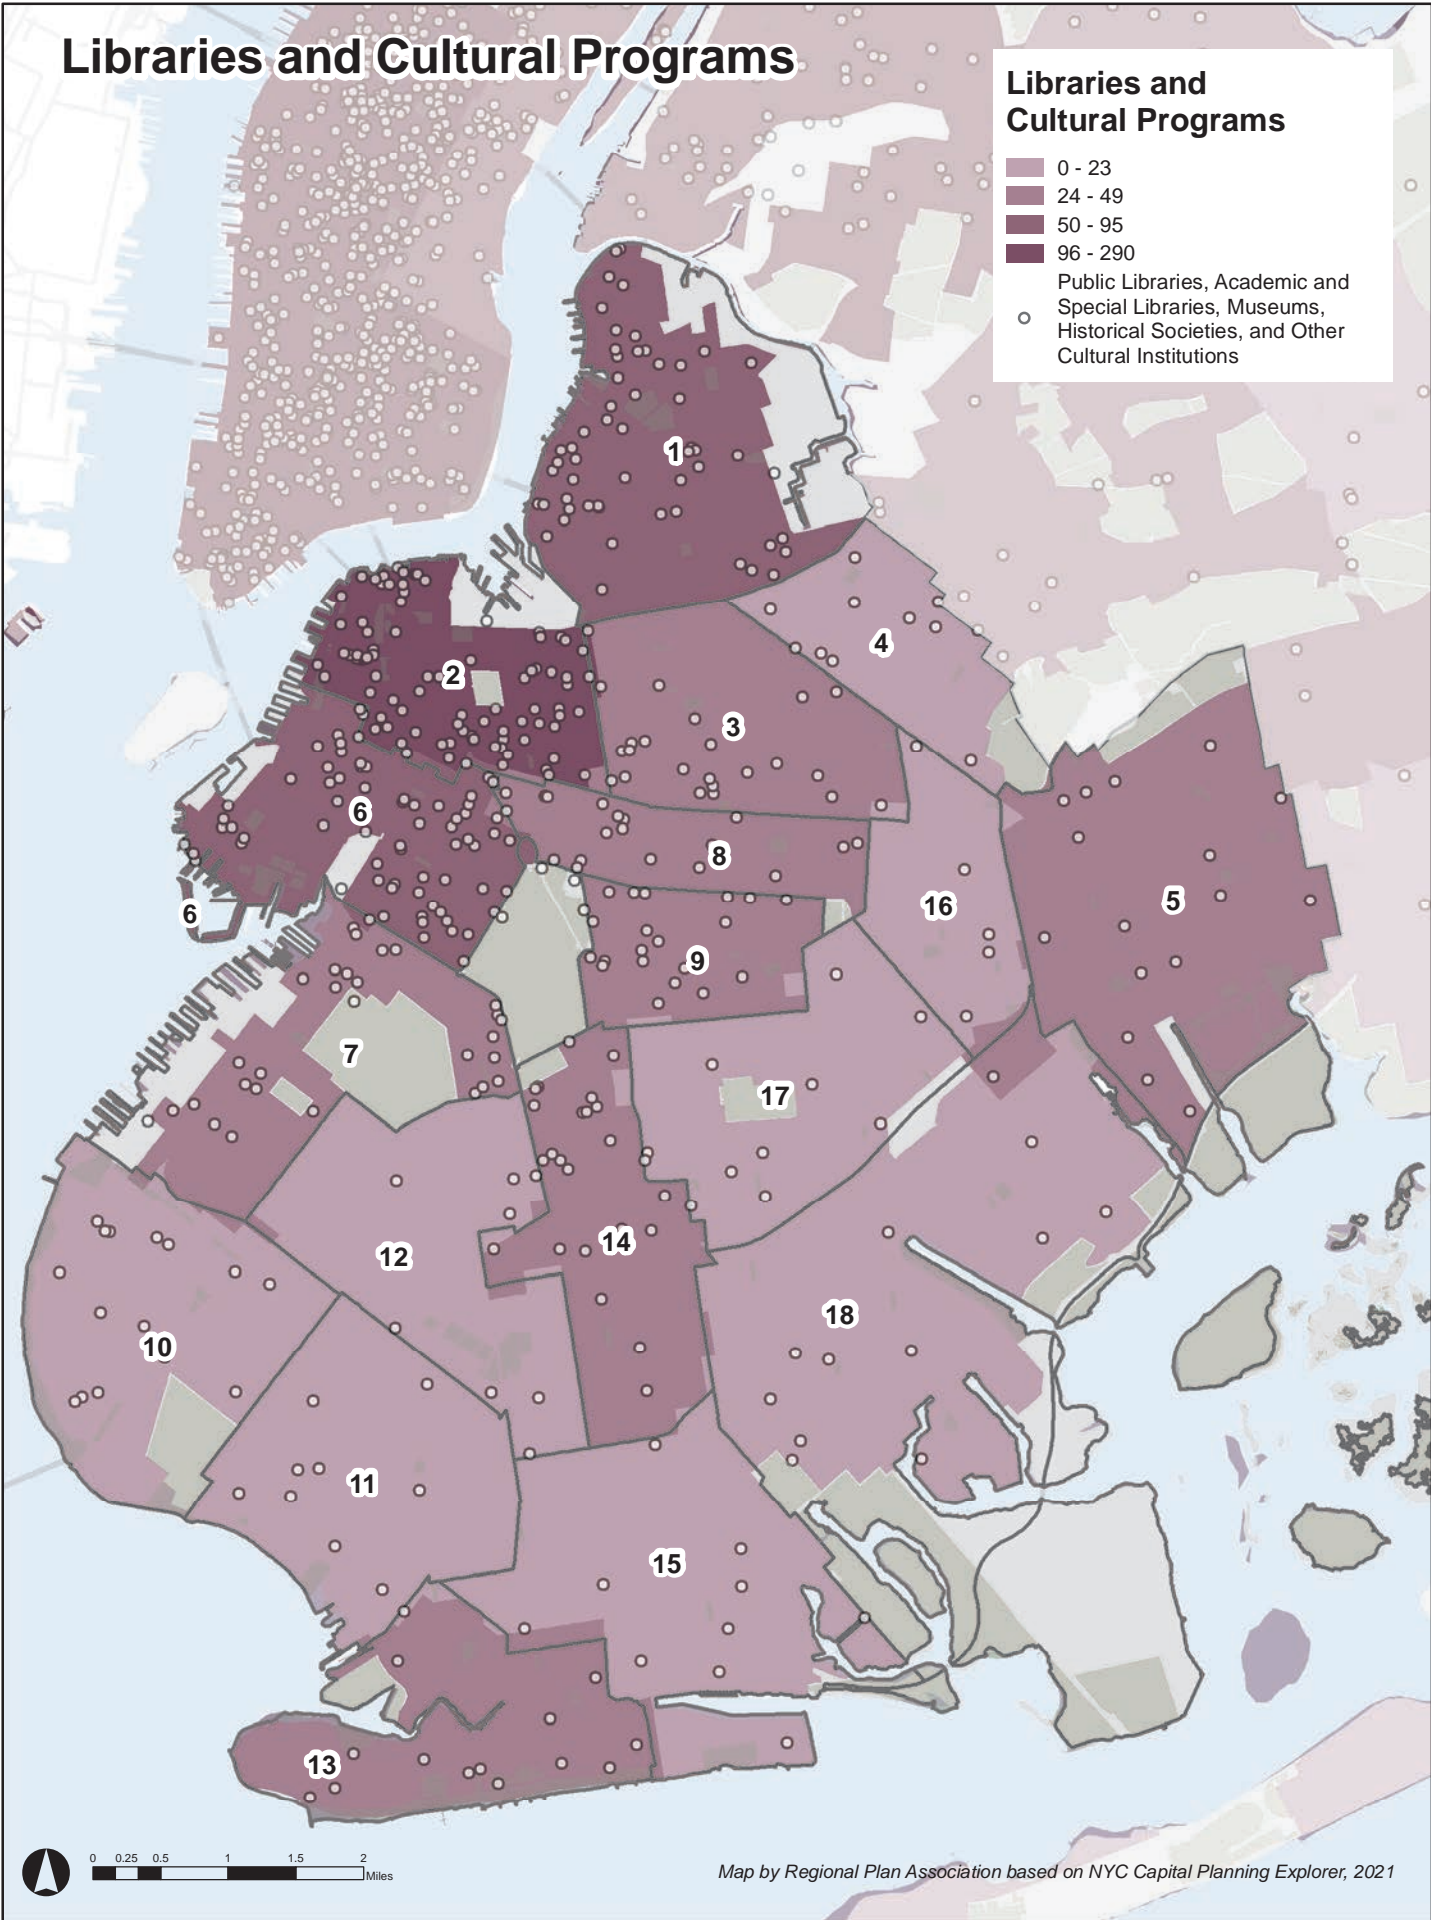 Libraries and Cultural Programs
Libraries and
Cultural Programs
0 - 23
24 - 49
50 - 95
96 - 290
Public Libraries, Academic and
Special Libraries, Museums,
Historical Societies, and Other
Cultural Institutions
1
4
2
3
6
8
5
16
6
9
7
17
12
14
18
10
11
15
13
0 0.25 0.5 1 1.5 2
Miles
Map by Regional Plan Association based on NYC Capital Planning Explorer, 2021